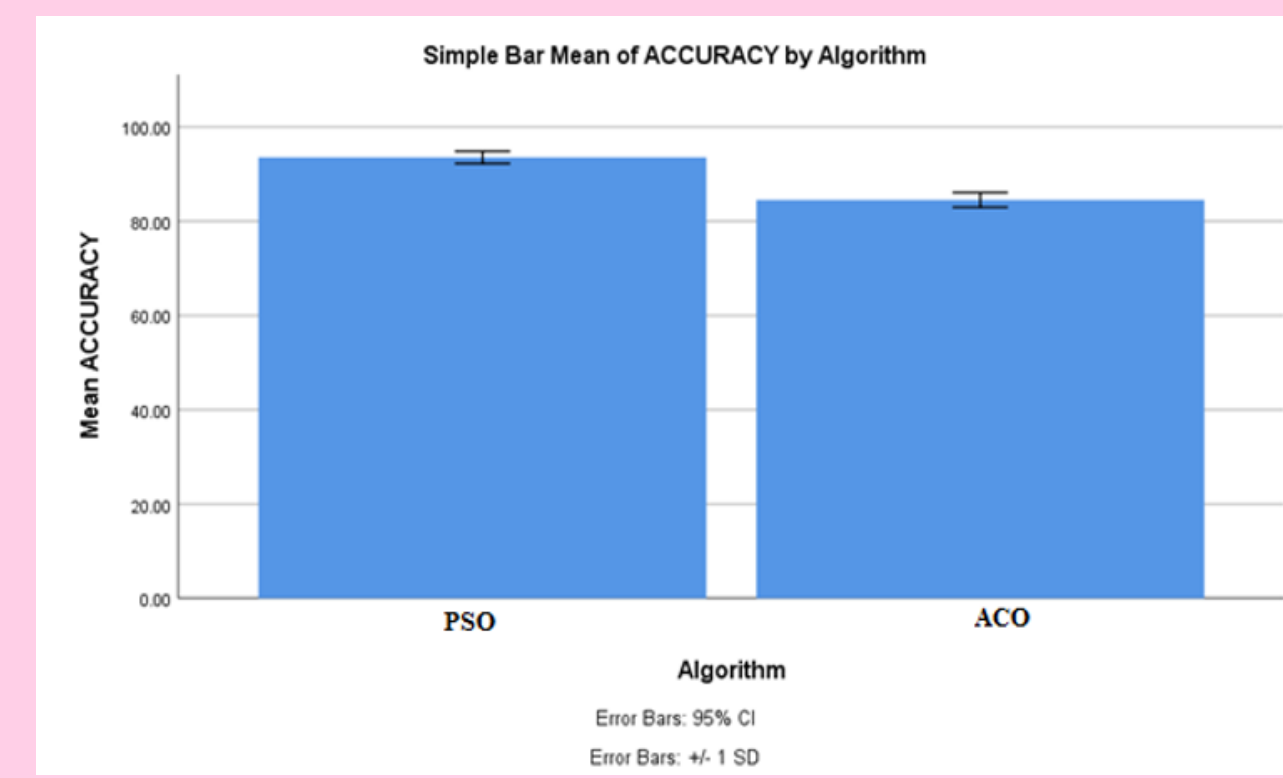 Simple Bar Mean of ACCURACY by Algorithm
Mean ACCURACY
100.00
80.00
60.00
40.00
20.00
0.00
PSO
ACO
Algorithm
Error Bars: 95% CI
Error Bars: +/- 1 SD